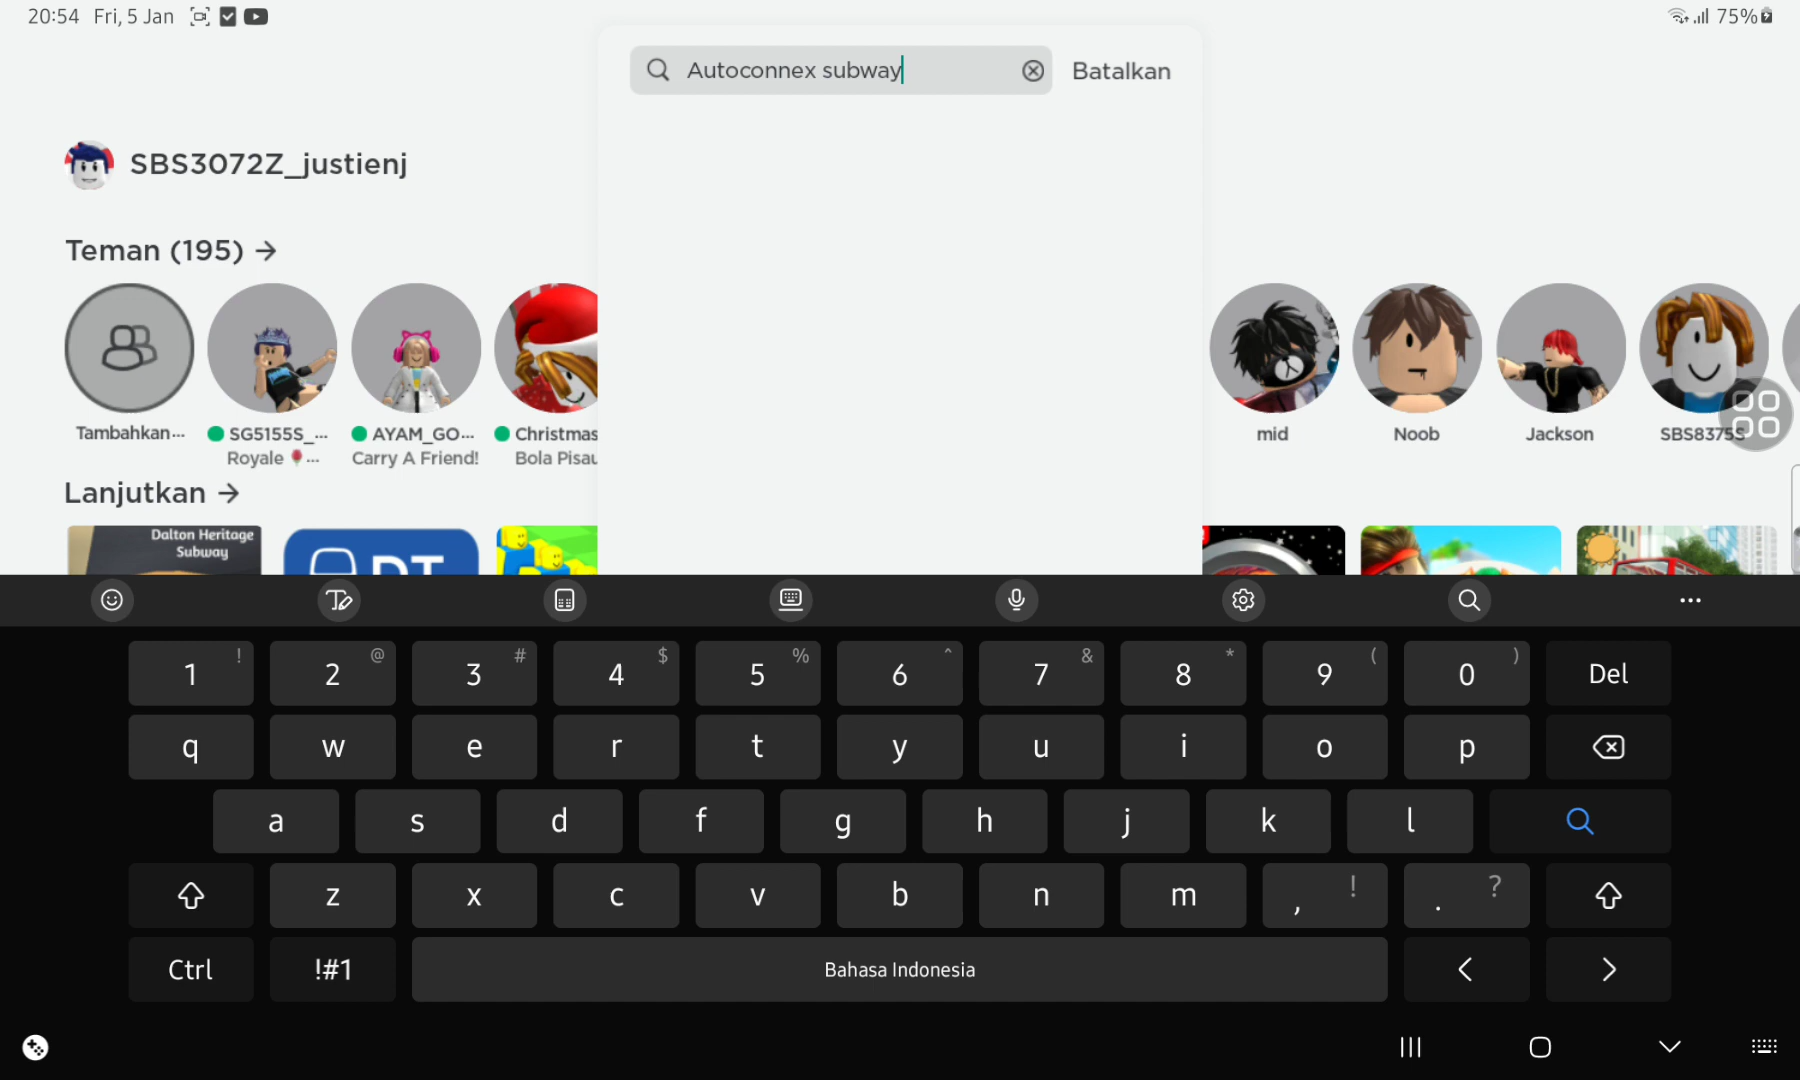 20:54 Fri, 5 Jan
75%
Autoconnex subway
Batalkan
SBS3072Z_justienj
Teman (195) →
Tambahkan...
SG5155S_...
Royale 🌹...
AYAM_GO...
Carry A Friend!
Christmas
Bola Pisau
mid
Noob
Jackson
SBS8375S
Lanjutkan →
Dalton Heritage
Subway
DT
1 ! 2 @ 3 # 4 $ 5 % 6 ^ 7 & 8 * 9 ( 0 ) Del
q w e r t y u i o p
a s d f g h j k l
z x c v b n m , ! . ?
Ctrl !#1 Bahasa Indonesia < >